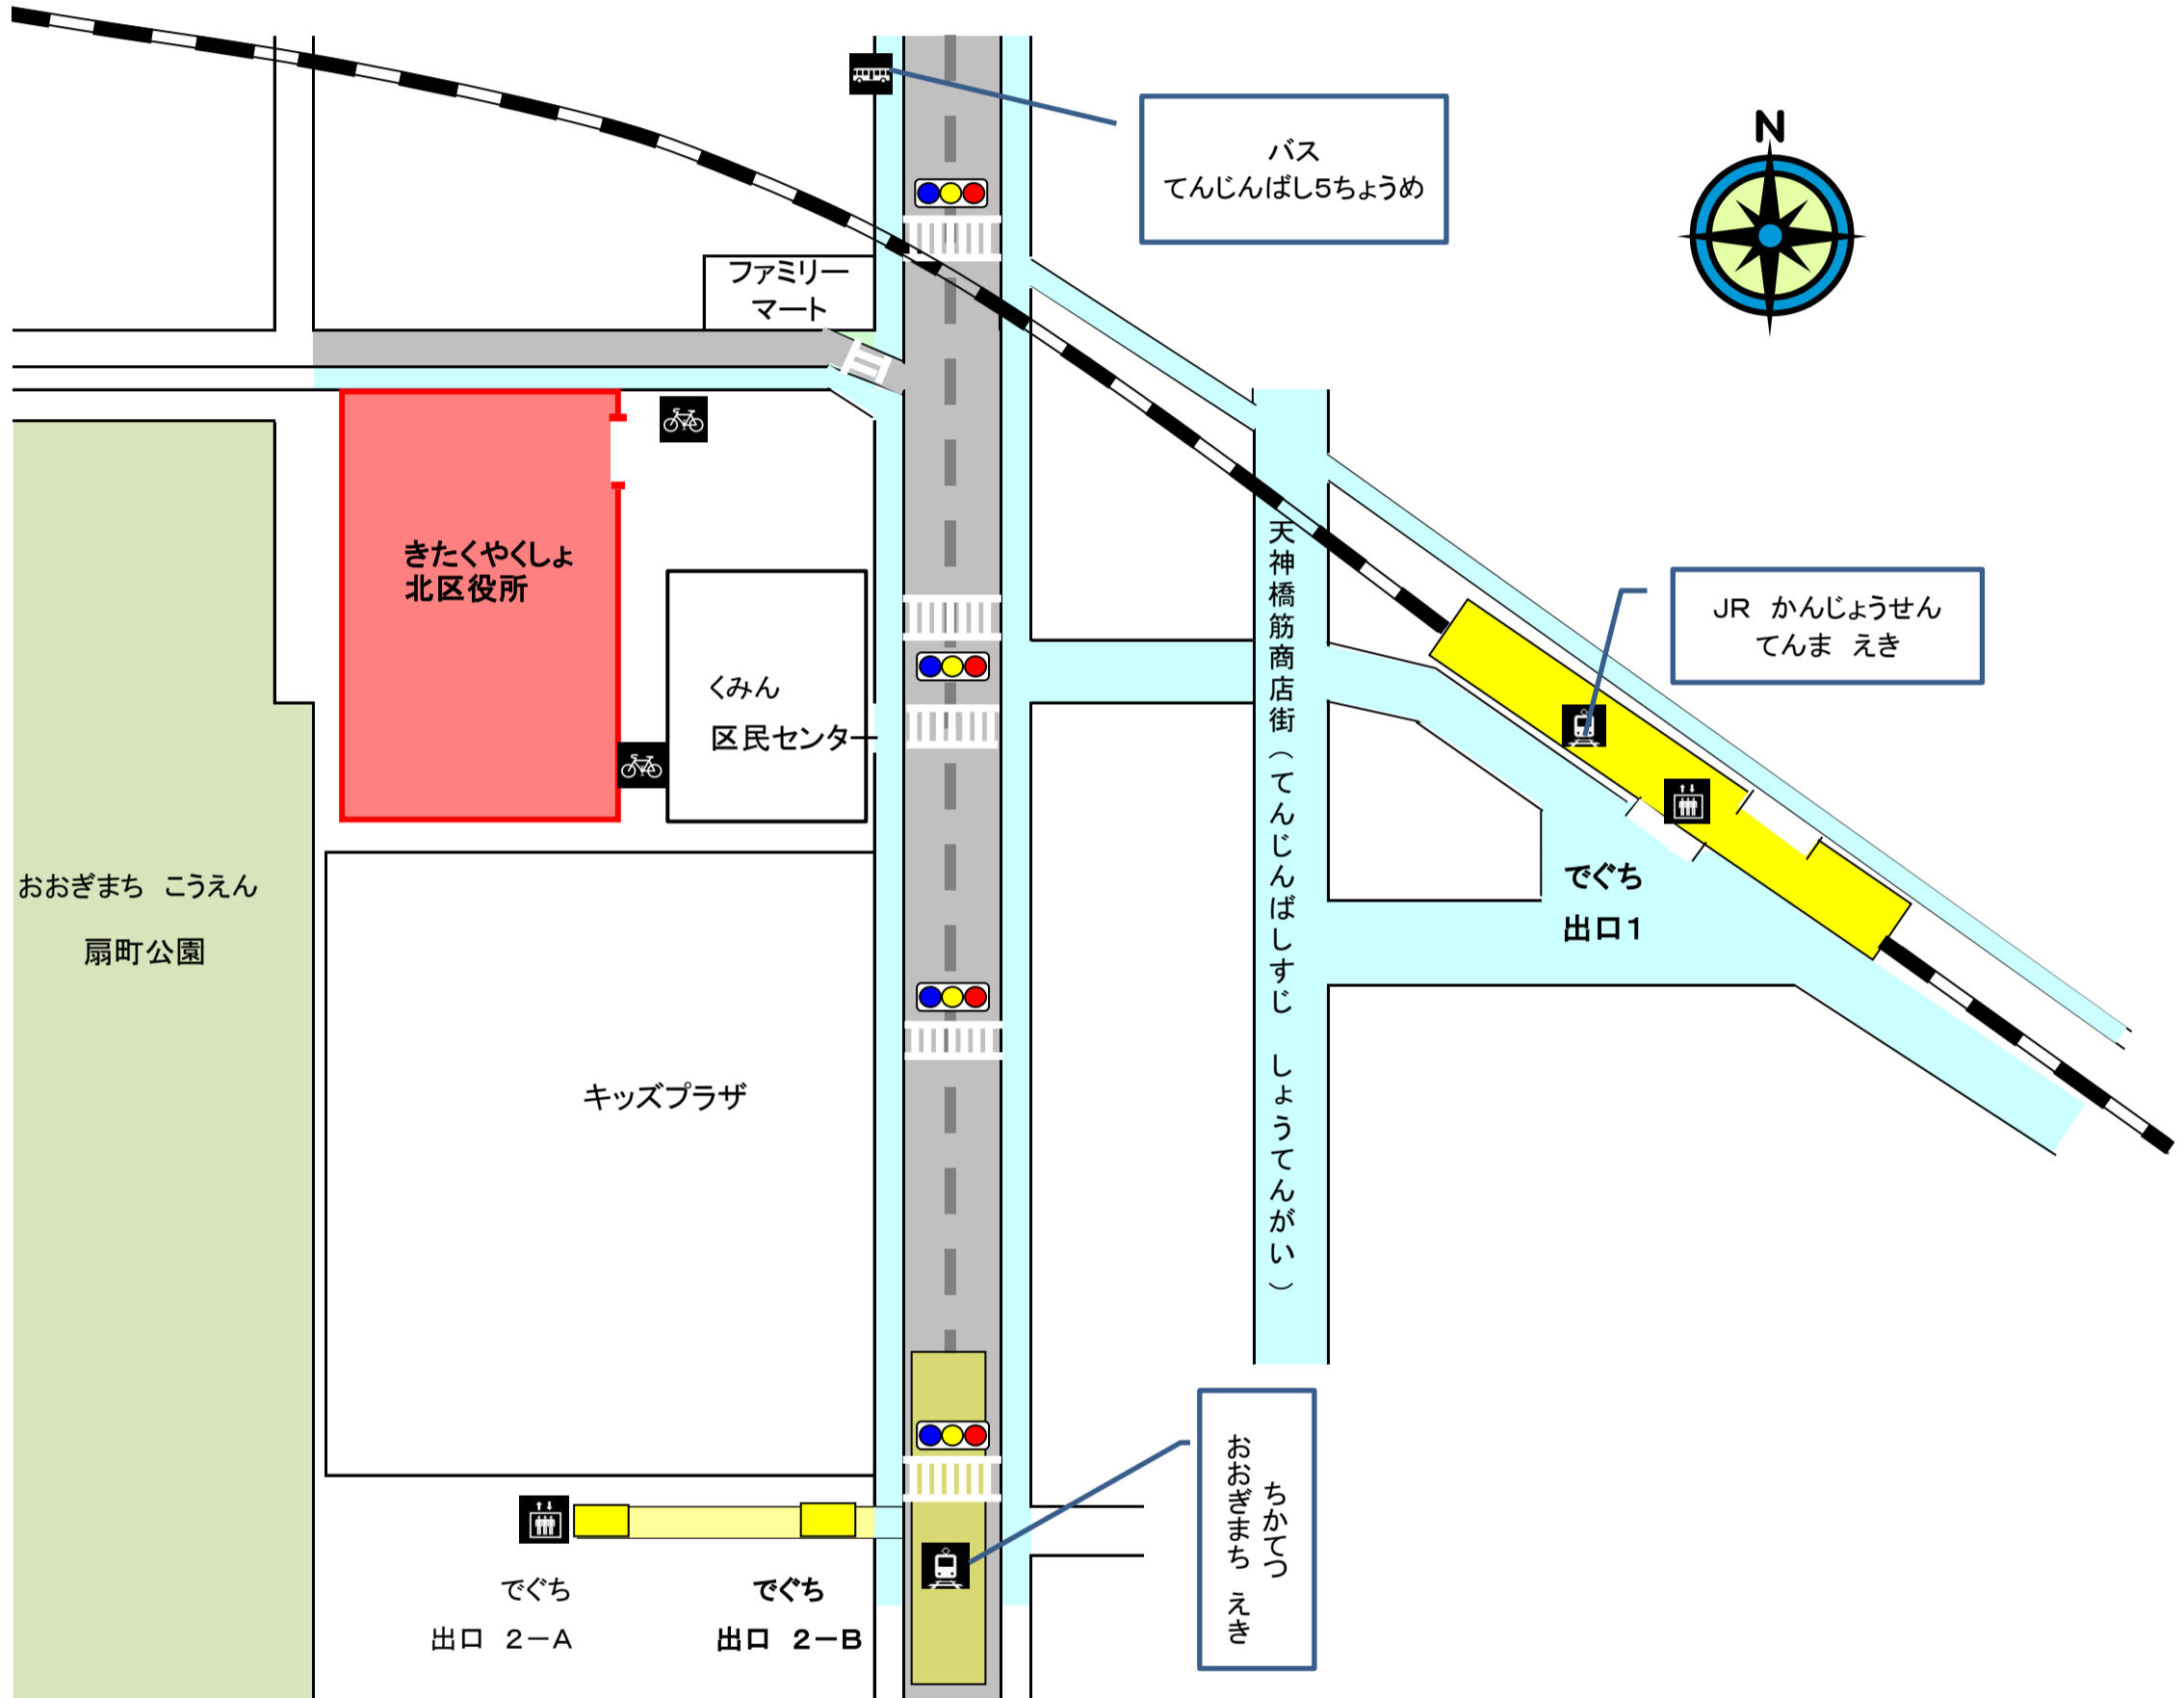 バス
てんじんばし5ちょうめ
N
ファミリー
マート
きたくやくしょ
北区役所
JR かんじょうせん
てんま えき
くみん
区民センター
天神橋筋商店街(てんじんばしすじ しょうてんがい)
でぐち
出口1
おおぎまち こうえん
扇町公園
キッズプラザ
ちかてつ
おおぎまち えき
でぐち
出口 2-A
でぐち
出口 2-B